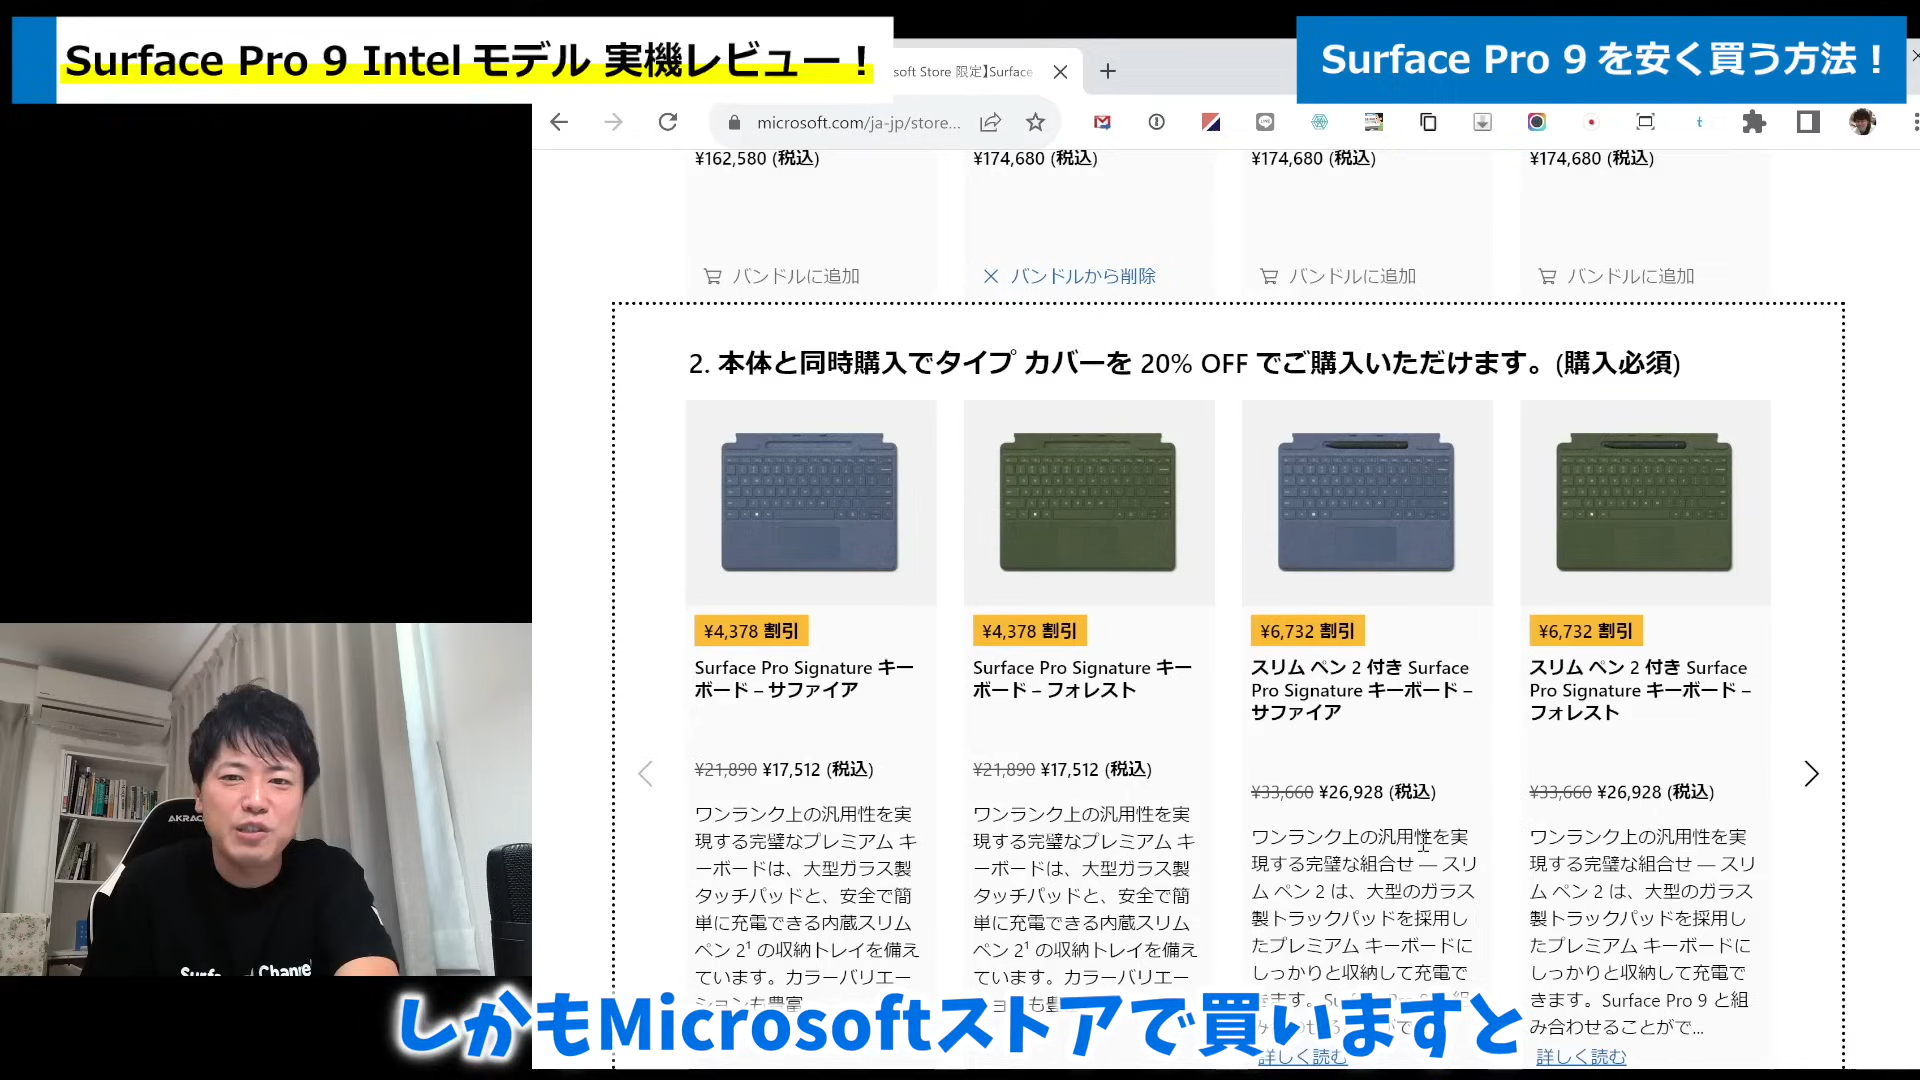 Surface Pro 9 Intel モデル 実機レビュー！
soft Store 限定】Surface
Surface Pro 9 を安く買う方法！
microsoft.com/ja-jp/store...
¥162,580 (税込)
¥174,680 (税込)
¥174,680 (税込)
¥174,680 (税込)
バンドルに追加
バンドルから削除
バンドルに追加
バンドルに追加
2. 本体と同時購入でタイプ カバーを 20% OFF でご購入いただけます。(購入必須)
¥4,378 割引
Surface Pro Signature キー
ボード – サファイア
¥21,890 ¥17,512 (税込)
ワンランク上の汎用性を実
現する完璧なプレミアム キ
ーボードは、大型ガラス製
タッチパッドと、安全で簡
単に充電できる内蔵スリム
ペン 2¹ の収納トレイを備え
ています。カラーバリエー
ションも豊富
¥4,378 割引
Surface Pro Signature キー
ボード – フォレスト
¥21,890 ¥17,512 (税込)
ワンランク上の汎用性を実
現する完璧なプレミアム キ
ーボードは、大型ガラス製
タッチパッドと、安全で簡
単に充電できる内蔵スリム
ペン 2¹ の収納トレイを備え
ています。カラーバリエー
¥6,732 割引
スリム ペン 2 付き Surface
Pro Signature キーボード –
サファイア
¥33,660 ¥26,928 (税込)
ワンランク上の汎用性を実
現する完璧な組合せ — スリ
ム ペン 2 は、大型のガラス
製トラックパッドを採用し
たプレミアム キーボードに
しっかりと収納して充電で
きます。
詳しく読む
¥6,732 割引
スリム ペン 2 付き Surface
Pro Signature キーボード –
フォレスト
¥33,660 ¥26,928 (税込)
ワンランク上の汎用性を実
現する完璧な組合せ — スリ
ム ペン 2 は、大型のガラス
製トラックパッドを採用し
たプレミアム キーボードに
しっかりと収納して充電で
きます。Surface Pro 9 と組
み合わせることがで...
詳しく読む
AKRAC
しかもMicrosoftストアで買いますと